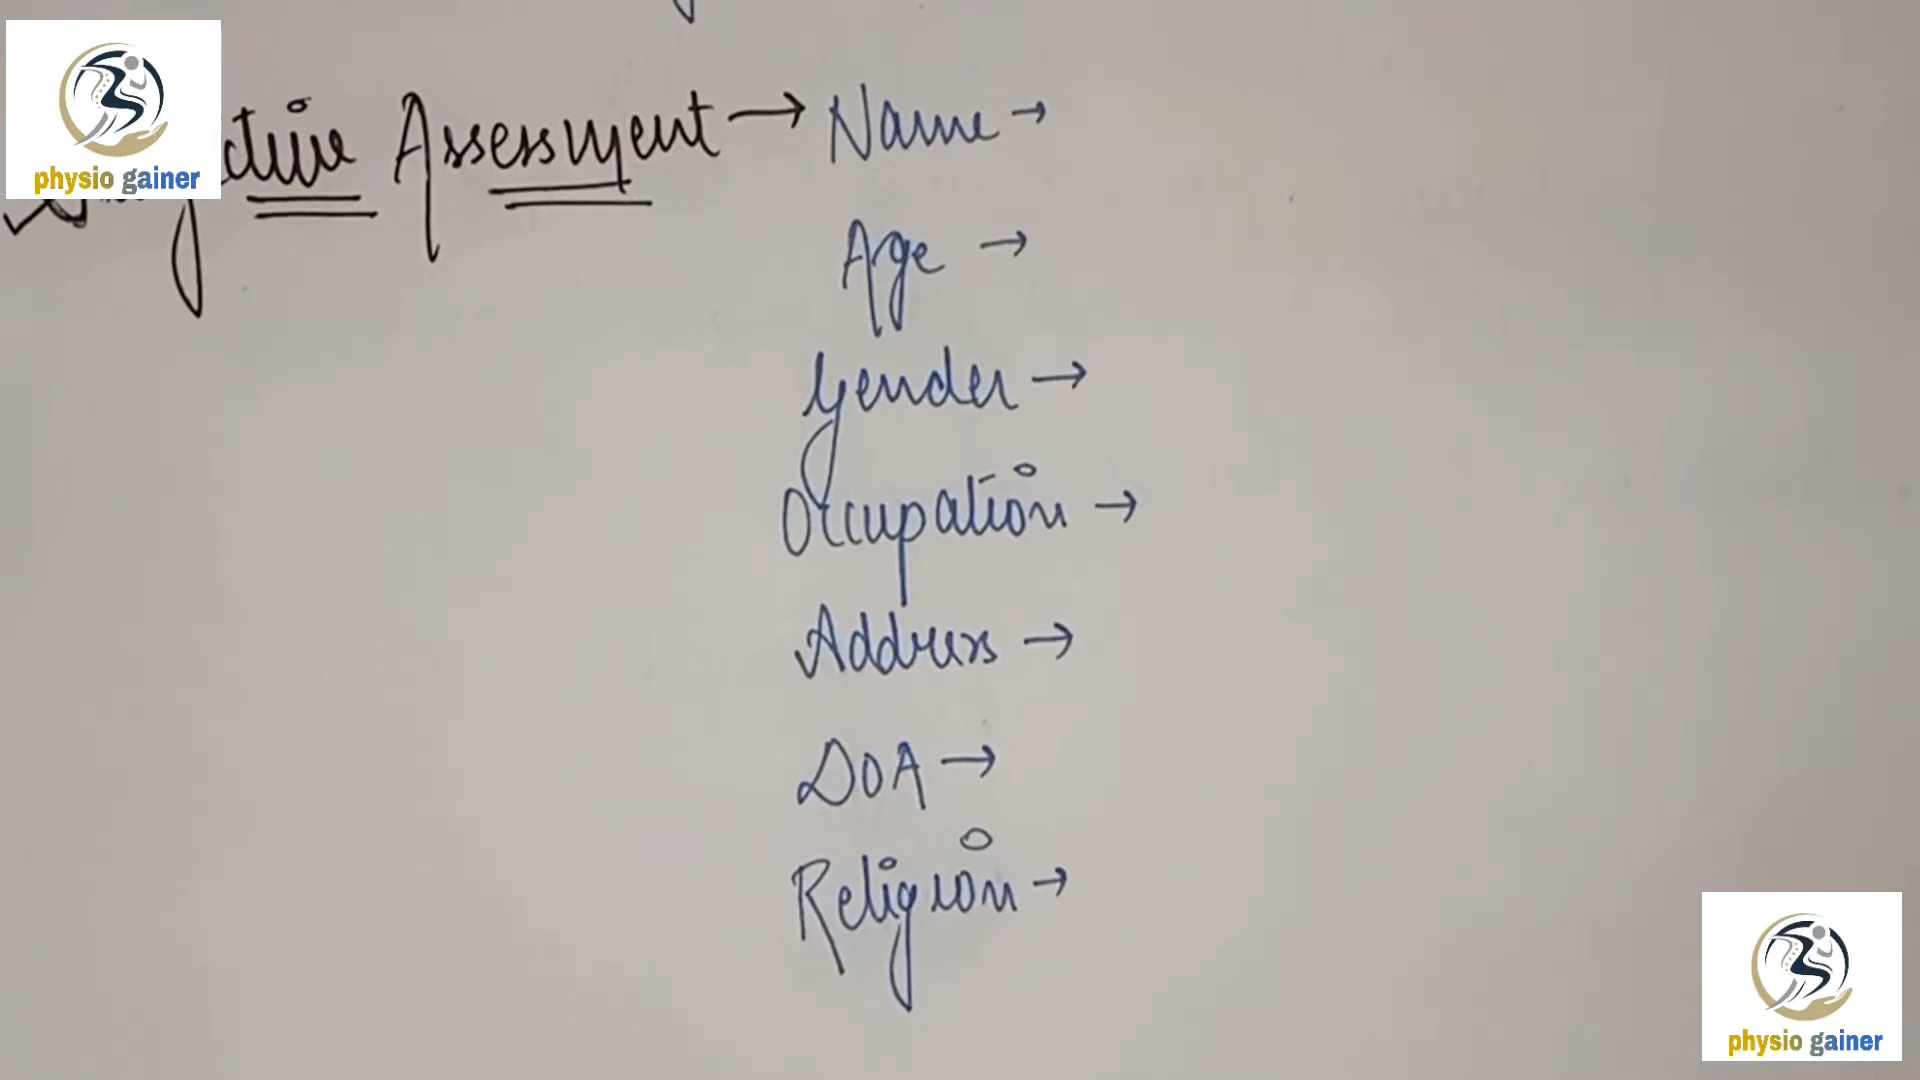 physio gainer
Assessment → Name →
Age →
Gender →
Occupation →
Address →
DOA →
Religion →
physio gainer